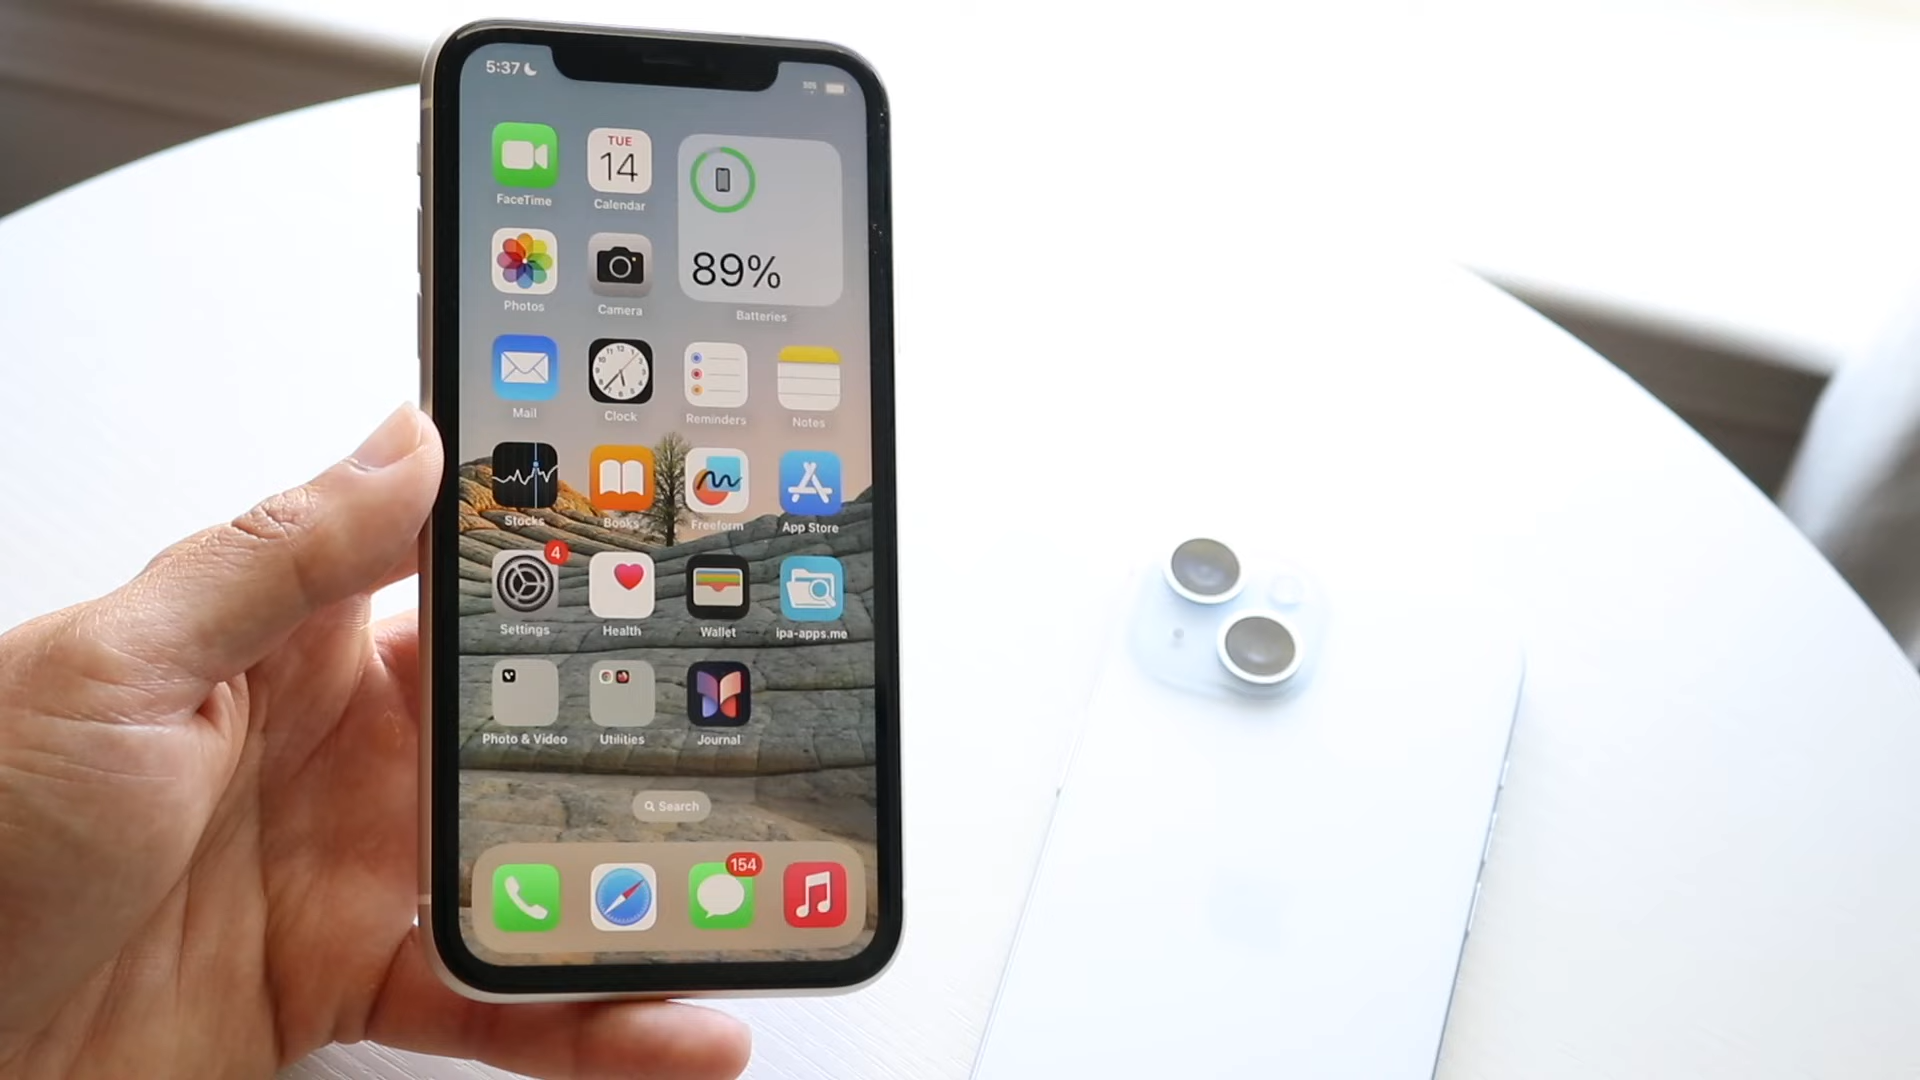 5:37
SOS
FaceTime
TUE
14
Calendar
89%
Batteries
Photos
Camera
Mail
Clock
Reminders
Notes
Stocks
Books
Freeform
App Store
4
Settings
Health
Wallet
ipa-apps.me
Photo & Video
Utilities
Journal
Search
154